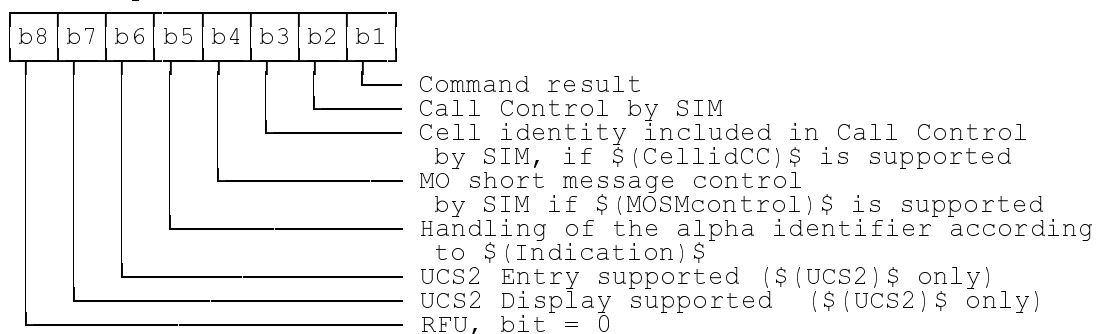 b8 b7 b6 b5 b4 b3 b2 b1
Command result
Call Control by SIM
Cell identity included in Call Control
by SIM, if $(CellidCC)$ is supported
MO short message control
by SIM if $(MOSMcontrol)$ is supported
Handling of the alpha identifier according
to $(Indication)$
UCS2 Entry supported ($(UCS2)$ only)
UCS2 Display supported ($(UCS2)$ only)
RFU, bit = 0